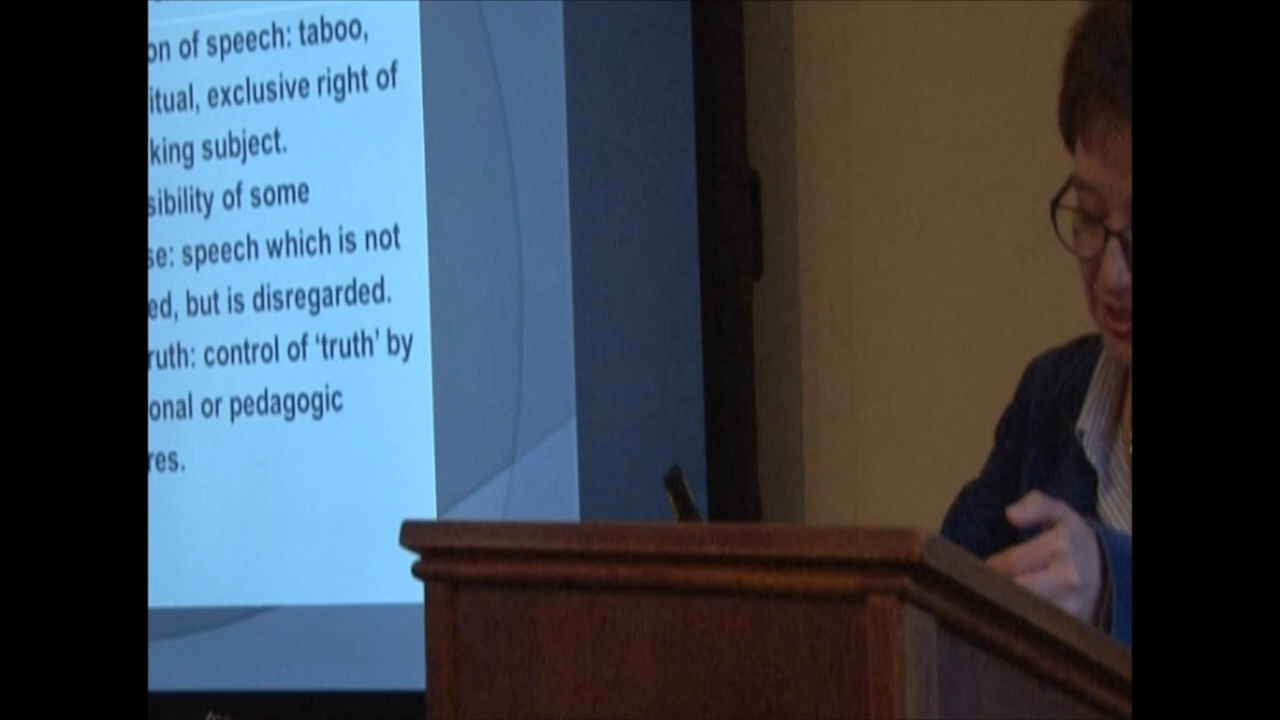 on of speech: taboo,
itual, exclusive right of
king subject.
sibility of some
se: speech which is not
ed, but is disregarded.
ruth: control of ‘truth’ by
onal or pedagogic
res.